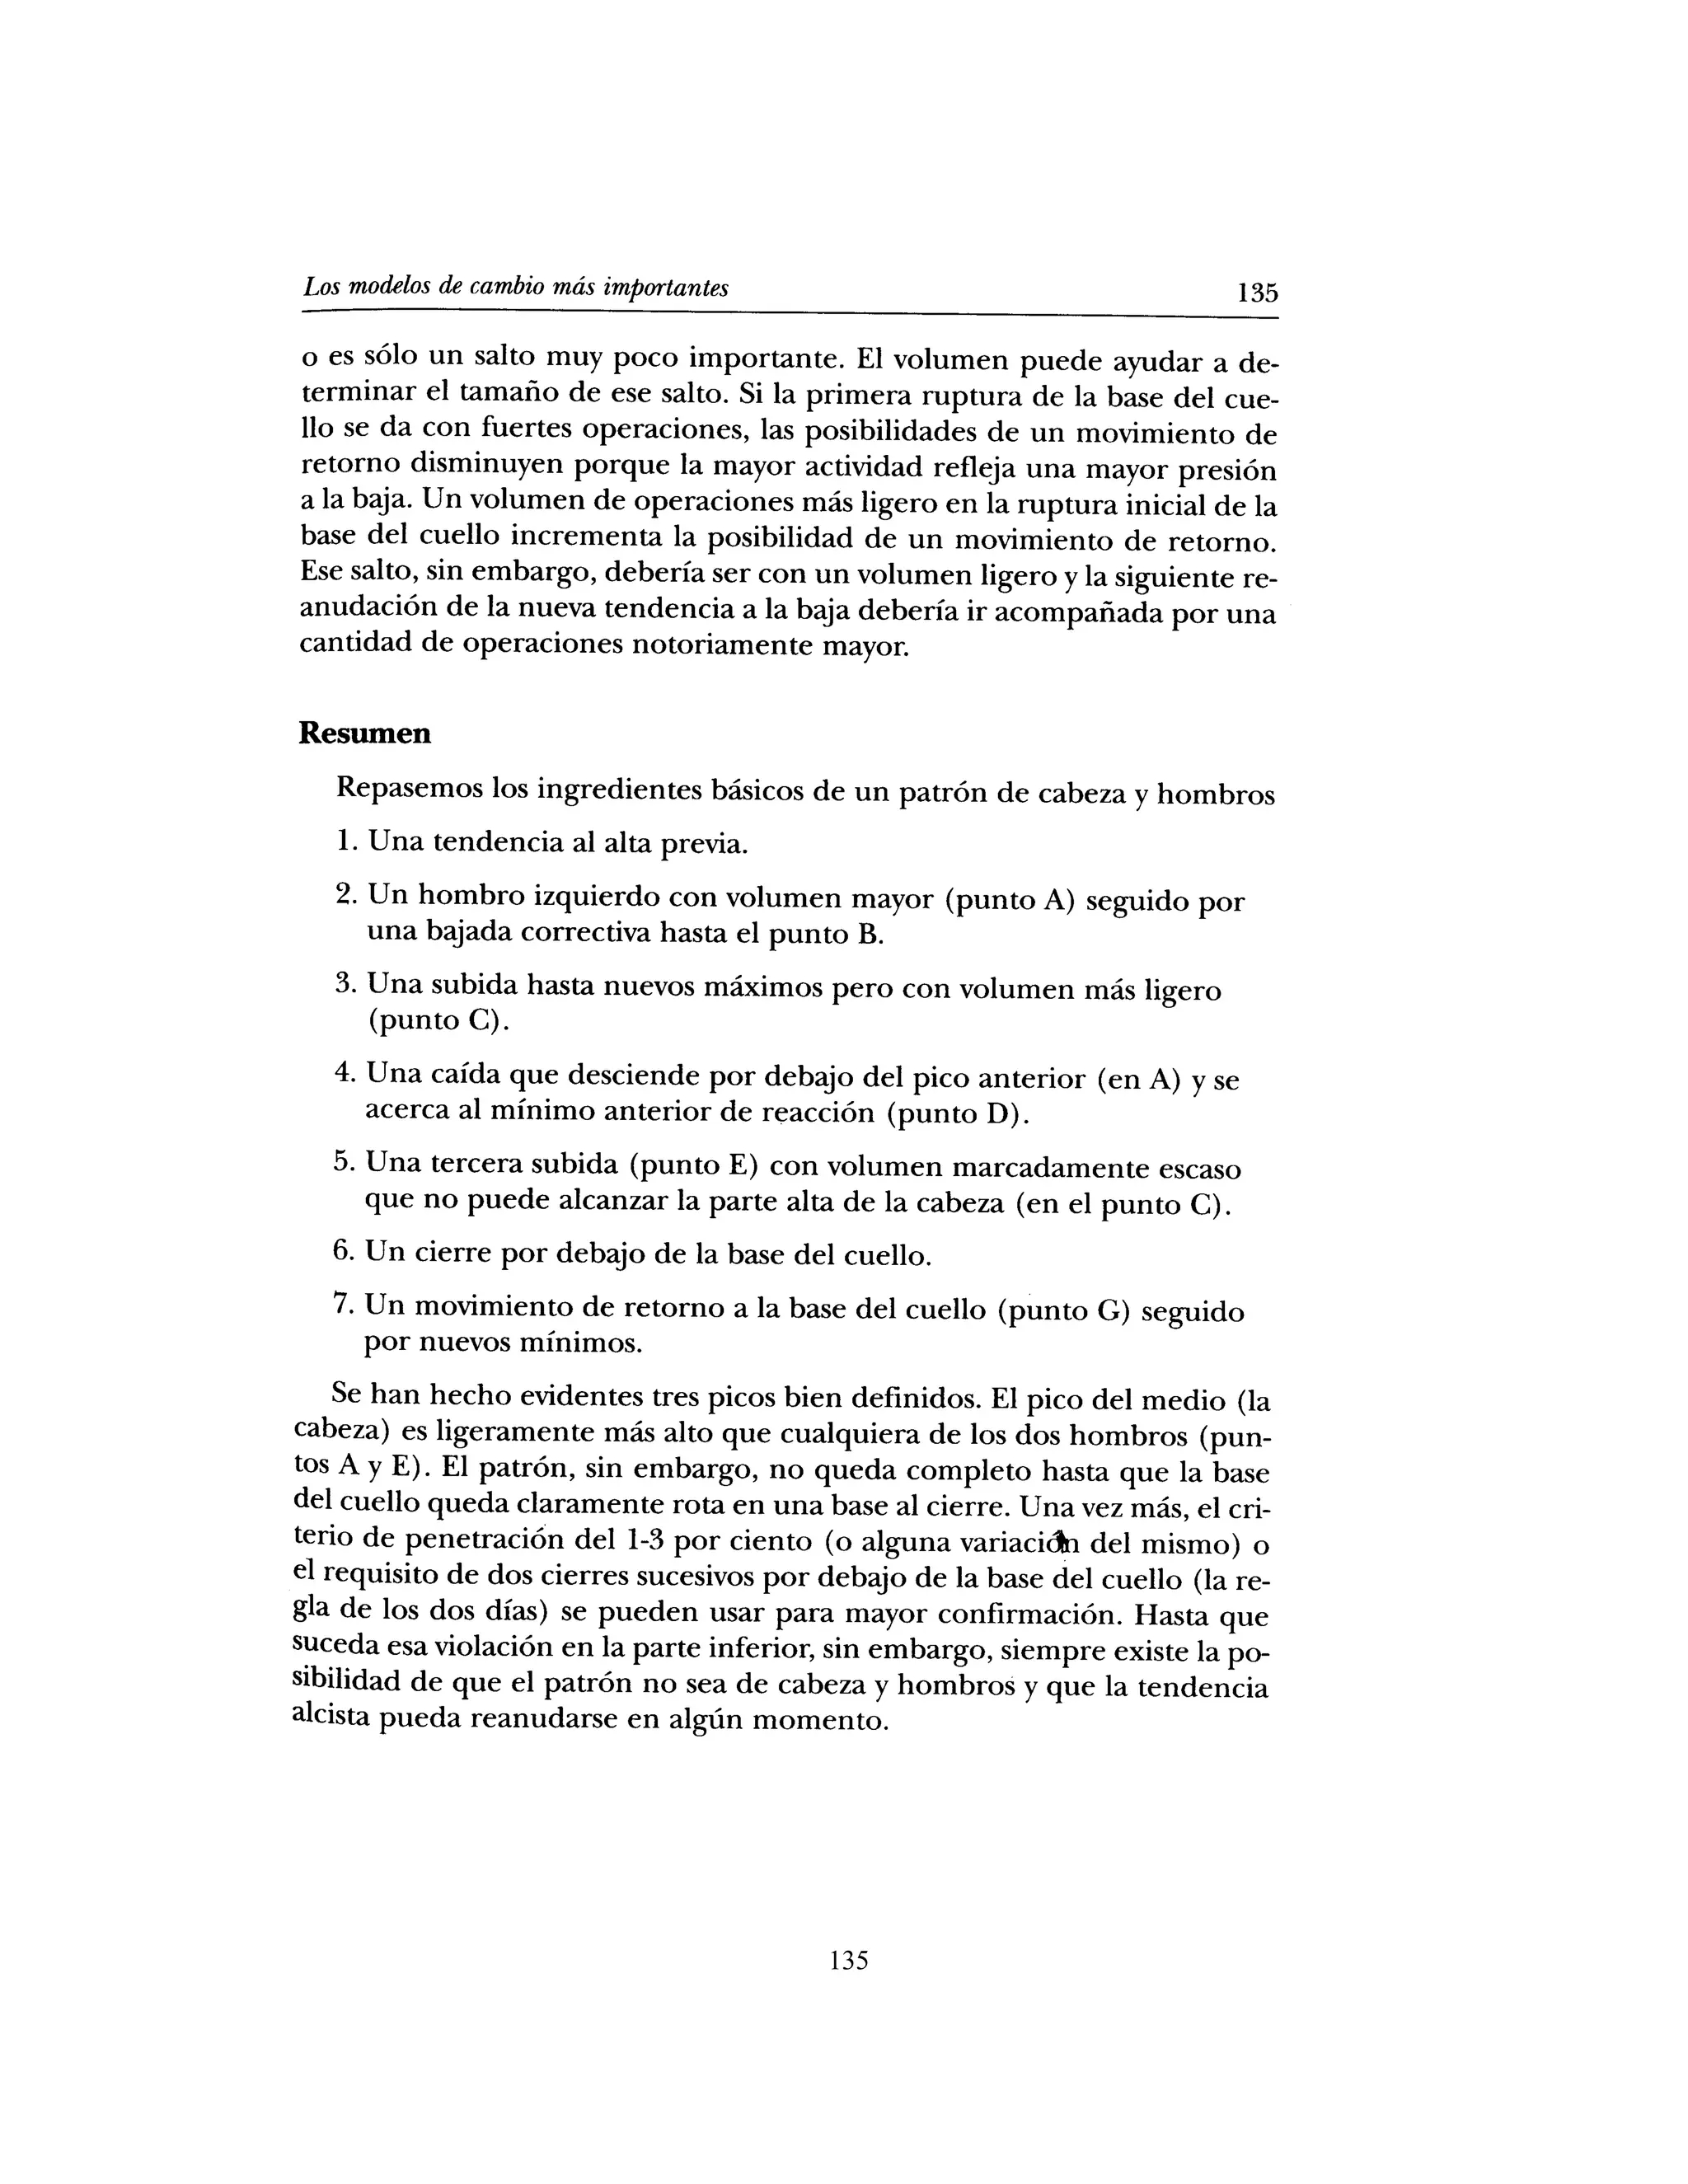 Los modelos de cambio más importantes 135
o es sólo un salto muy poco importante. El volumen puede ayudar a de-
terminar el tamaño de ese salto. Si la primera ruptura de la base del cue-
llo se da con fuertes operaciones, las posibilidades de un movimiento de
retorno disminuyen porque la mayor actividad refleja una mayor presión
a la baja. Un volumen de operaciones más ligero en la ruptura inicial de la
base del cuello incrementa la posibilidad de un movimiento de retorno.
Ese salto, sin embargo, debería ser con un volumen ligero y la siguiente re-
anudación de la nueva tendencia a la baja debería ir acompañada por una
cantidad de operaciones notoriamente mayor.
Resumen
Repasemos los ingredientes básicos de un patrón de cabeza y hombros
1. Una tendencia al alta previa.
2. Un hombro izquierdo con volumen mayor (punto A) seguido por
una bajada correctiva hasta el punto B.
3. Una subida hasta nuevos máximos pero con volumen más ligero
(punto C).
4. Una caída que desciende por debajo del pico anterior (en A) y se
acerca al mínimo anterior de reacción (punto D).
5. Una tercera subida (punto E) con volumen marcadamente escaso
que no puede alcanzar la parte alta de la cabeza (en el punto C).
6. Un cierre por debajo de la base del cuello.
7. Un movimiento de retorno a la base del cuello (punto G) seguido
por nuevos mínimos.
Se han hecho evidentes tres picos bien definidos. El pico del medio (la
cabeza) es ligeramente más alto que cualquiera de los dos hombros (pun-
tos A y E). El patrón, sin embargo, no queda completo hasta que la base
del cuello queda claramente rota en una base al cierre. Una vez más, el cri-
terio de penetración del 1-3 por ciento (o alguna variación del mismo) o
el requisito de dos cierres sucesivos por debajo de la base del cuello (la re-
gla de los dos días) se pueden usar para mayor confirmación. Hasta que
suceda esa violación en la parte inferior, sin embargo, siempre existe la po-
sibilidad de que el patrón no sea de cabeza y hombros y que la tendencia
alcista pueda reanudarse en algún momento.
135